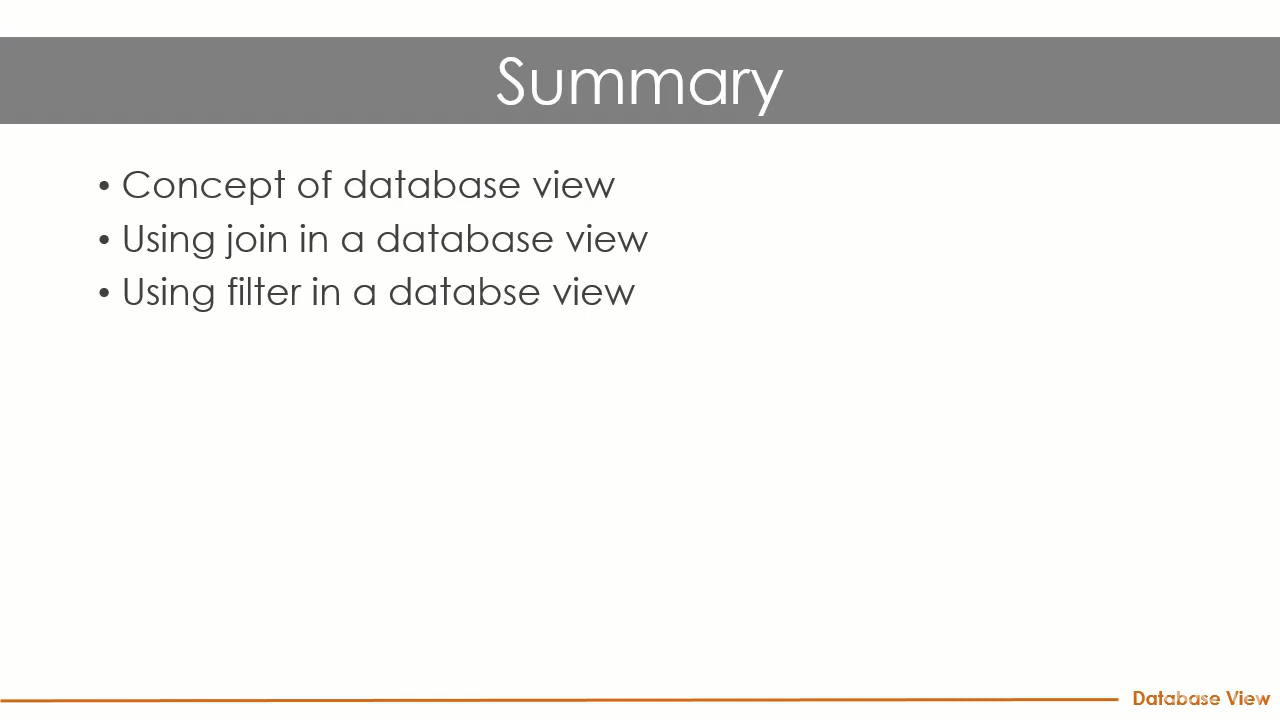 Summary
• Concept of database view
• Using join in a database view
• Using filter in a databse view
Database View